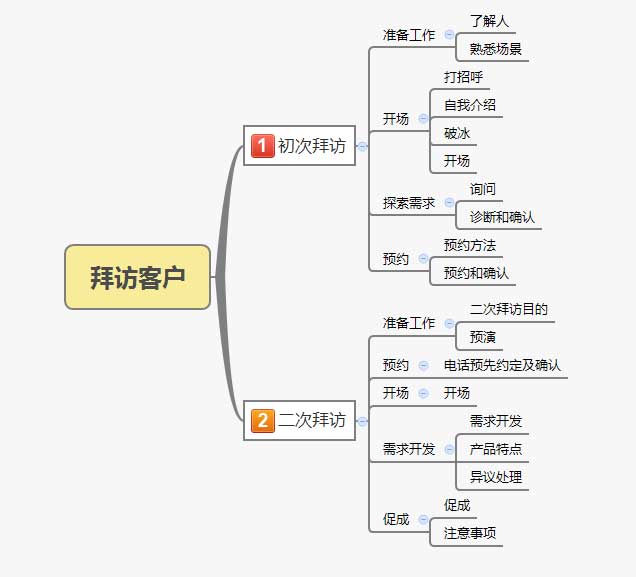 拜访客户
1 初次拜访
准备工作
了解人
熟悉场景
开场
打招呼
自我介绍
破冰
开场
探索需求
询问
诊断和确认
预约
预约方法
预约和确认
2 二次拜访
准备工作
二次拜访目的
预演
预约
电话预先约定及确认
开场
开场
需求开发
需求开发
产品特点
异议处理
促成
促成
注意事项